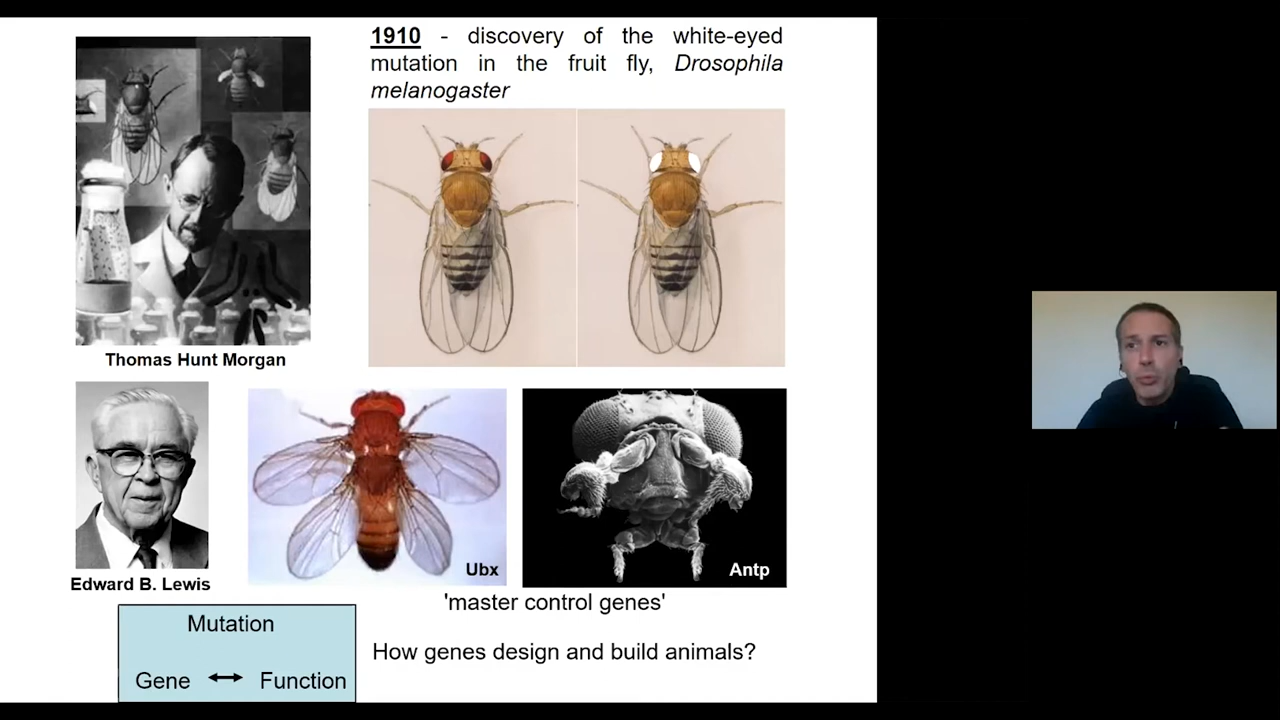 1910 - discovery of the white-eyed
mutation in the fruit fly, Drosophila
melanogaster
Thomas Hunt Morgan
Edward B. Lewis
Ubx
Antp
'master control genes'
Mutation
Gene ↔ Function
How genes design and build animals?